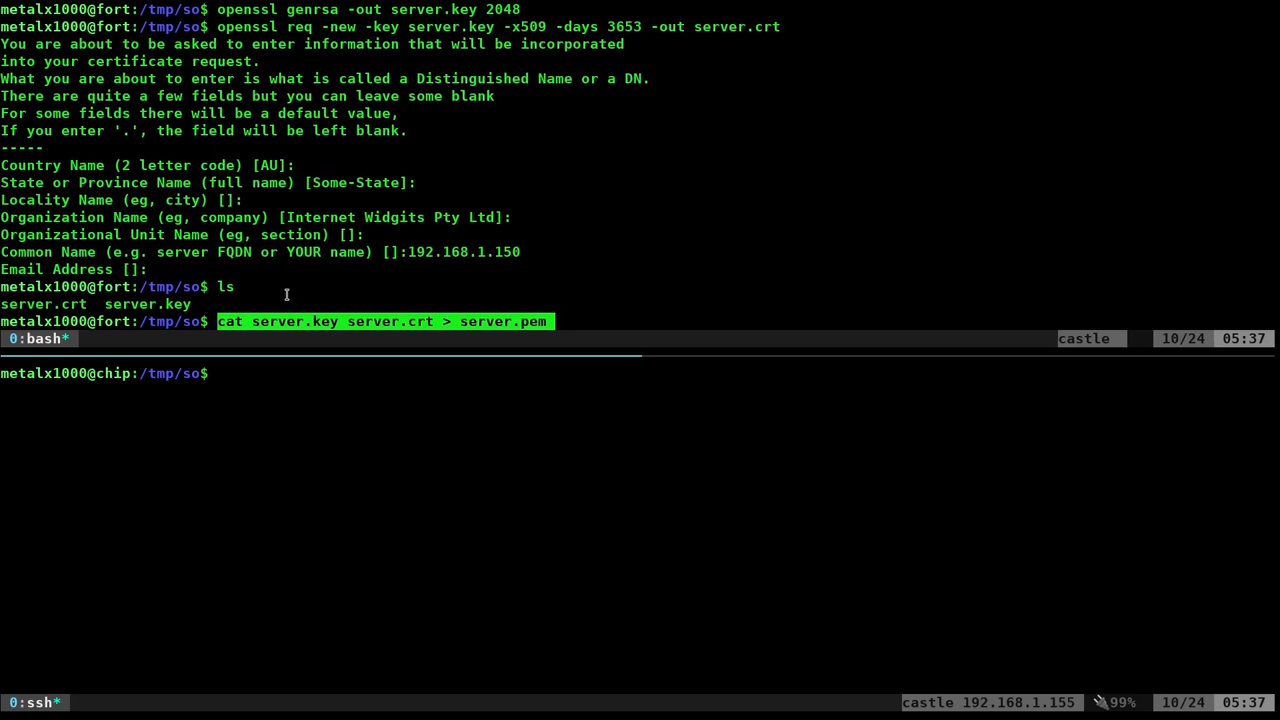 metalx1000@fort:/tmp/so$ openssl genrsa -out server.key 2048
metalx1000@fort:/tmp/so$ openssl req -new -key server.key -x509 -days 3653 -out server.crt
You are about to be asked to enter information that will be incorporated
into your certificate request.
What you are about to enter is what is called a Distinguished Name or a DN.
There are quite a few fields but you can leave some blank
For some fields there will be a default value,
If you enter '.', the field will be left blank.
-----
Country Name (2 letter code) [AU]:
State or Province Name (full name) [Some-State]:
Locality Name (eg, city) []:
Organization Name (eg, company) [Internet Widgits Pty Ltd]:
Organizational Unit Name (eg, section) []:
Common Name (e.g. server FQDN or YOUR name) []:192.168.1.150
Email Address []:
metalx1000@fort:/tmp/so$ ls
server.crt  server.key
metalx1000@fort:/tmp/so$ cat server.key server.crt > server.pem
0:bash* castle 10/24 05:37
metalx1000@chip:/tmp/so$
0:ssh* castle 192.168.1.155 99% 10/24 05:37